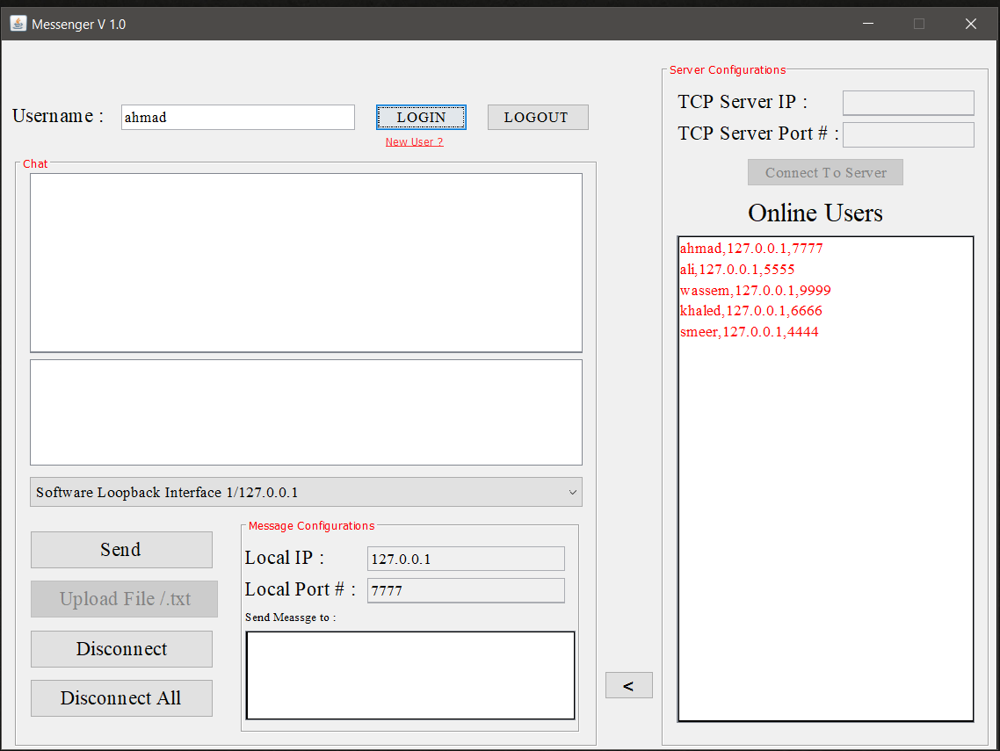 Messenger V 1.0
Username :
ahmad
LOGIN
LOGOUT
New User ?
Chat
Software Loopback Interface 1/127.0.0.1
Send
Upload File /.txt
Disconnect
Disconnect All
Message Configurations
Local IP :
127.0.0.1
Local Port # :
7777
Send Meassge to :
<
Server Configurations
TCP Server IP :
TCP Server Port # :
Connect To Server
Online Users
ahmad,127.0.0.1,7777
ali,127.0.0.1,5555
wassem,127.0.0.1,9999
khaled,127.0.0.1,6666
smeer,127.0.0.1,4444